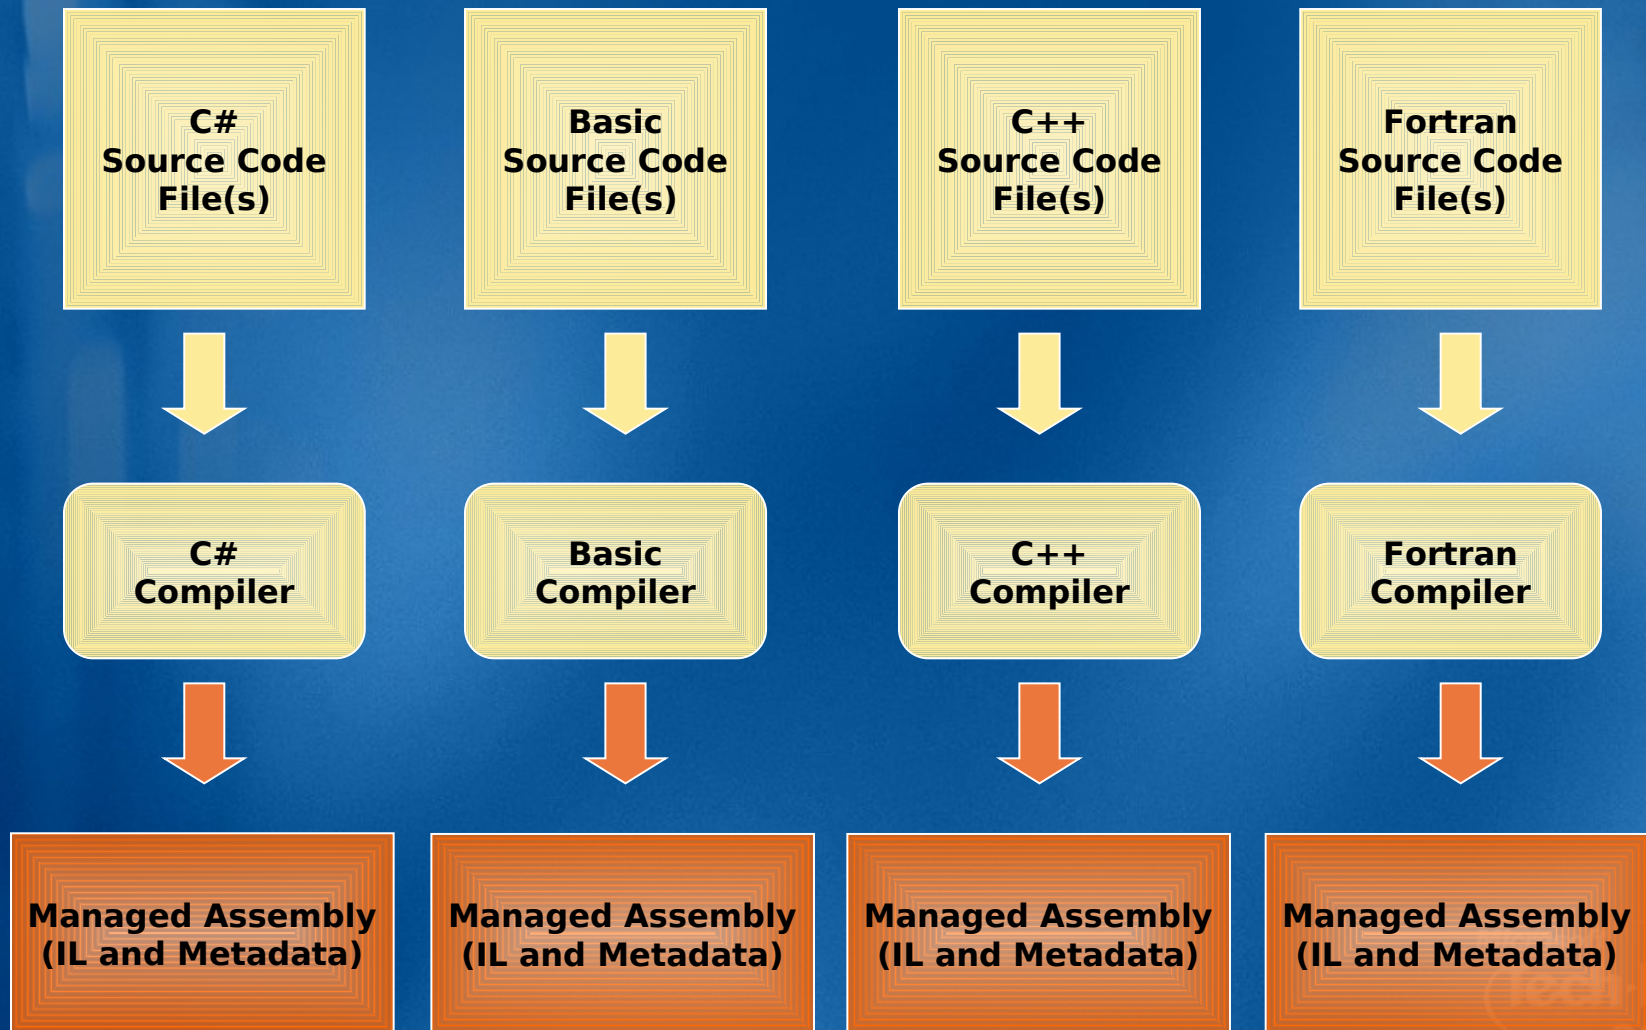 C#
Source Code
File(s)
Basic
Source Code
File(s)
C++
Source Code
File(s)
Fortran
Source Code
File(s)
C#
Compiler
Basic
Compiler
C++
Compiler
Fortran
Compiler
Managed Assembly
(IL and Metadata)
Managed Assembly
(IL and Metadata)
Managed Assembly
(IL and Metadata)
Managed Assembly
(IL and Metadata)